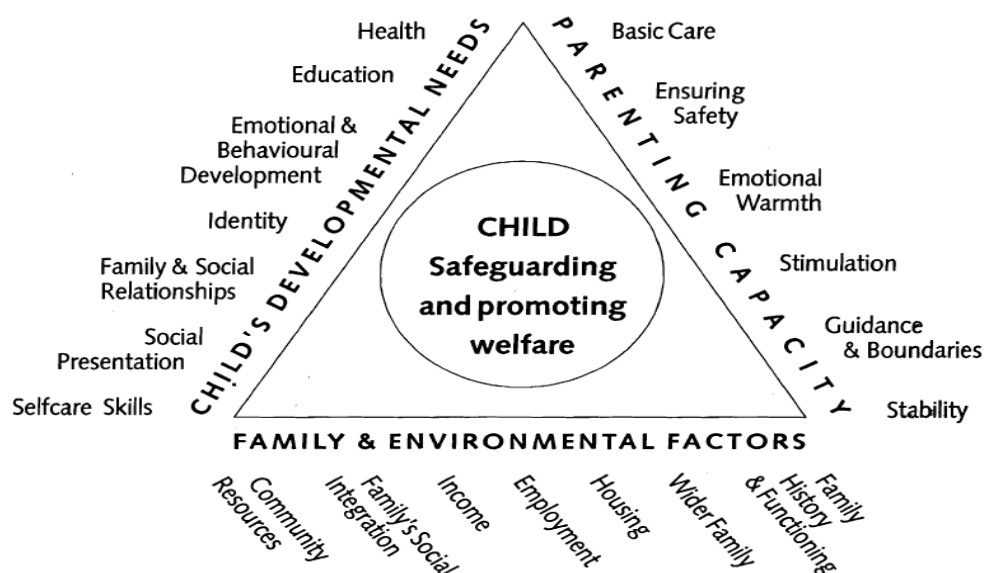 Health
Education
Emotional &
Behavioural
Development
Identity
Family & Social
Relationships
Social
Presentation
Selfcare Skills
CHILD'S DEVELOPMENTAL NEEDS
PARENTING CAPACITY
Basic Care
Ensuring
Safety
Emotional
Warmth
Stimulation
Guidance
& Boundaries
Stability
CHILD
Safeguarding
and promoting
welfare
FAMILY & ENVIRONMENTAL FACTORS
Community
Resources
Family's Social
Integration
Income
Employment
Housing
Wider Family
Family
History
& Functioning